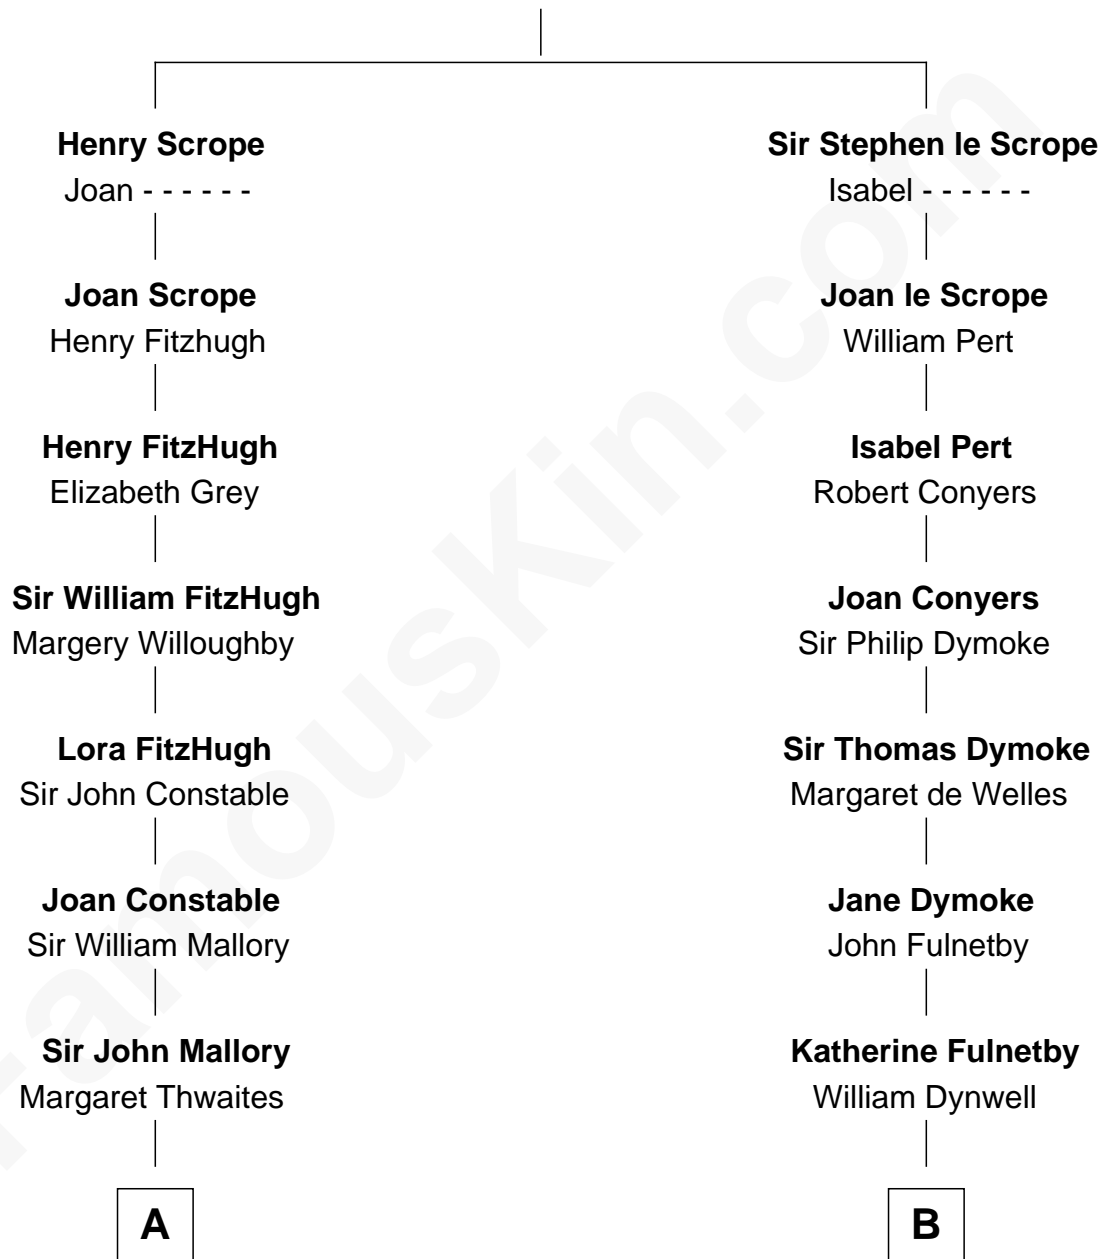 Henry Scrope
Joan - - - - - -
Joan Scrope
Henry Fitzhugh
Henry FitzHugh
Elizabeth Grey
Sir William FitzHugh
Margery Willoughby
Lora FitzHugh
Sir John Constable
Joan Constable
Sir William Mallory
Sir John Mallory
Margaret Thwaites
A
Sir Stephen le Scrope
Isabel - - - - - -
Joan le Scrope
William Pert
Isabel Pert
Robert Conyers
Joan Conyers
Sir Philip Dymoke
Sir Thomas Dymoke
Margaret de Welles
Jane Dymoke
John Fulnetby
Katherine Fulnetby
William Dynwell
B
FamousKin.com